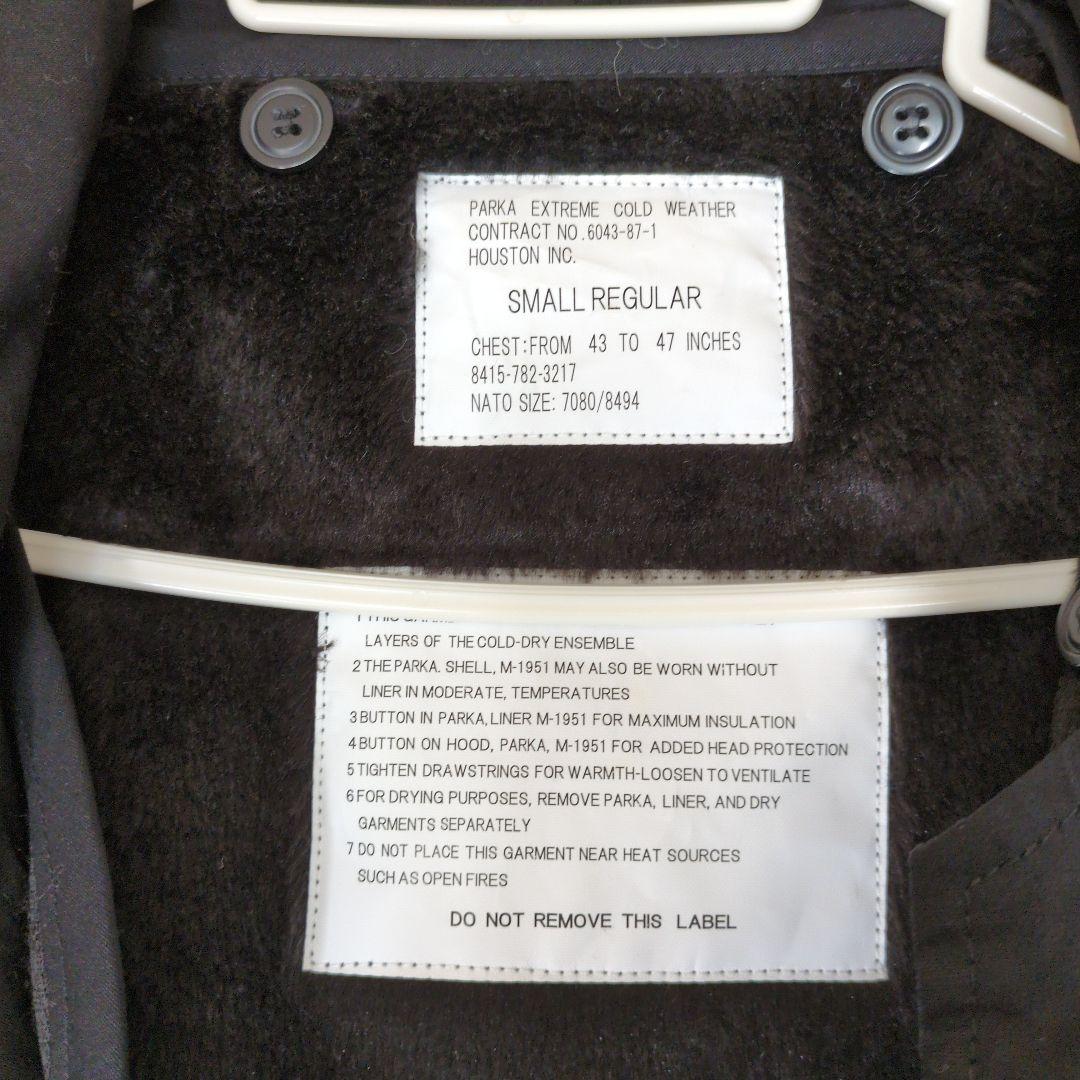 PARKA EXTREME COLD WEATHER
CONTRACT NO.6043-87-1
HOUSTON INC.
SMALL REGULAR
CHEST:FROM 43 TO 47 INCHES
8415-782-3217
NATO SIZE: 7080/8494
LAYERS OF THE COLD-DRY ENSEMBLE
2 THE PARKA. SHELL, M-1951 MAY ALSO BE WORN WITHOUT
LINER IN MODERATE, TEMPERATURES
3 BUTTON IN PARKA, LINER M-1951 FOR MAXIMUM INSULATION
4 BUTTON ON HOOD, PARKA, M-1951 FOR ADDED HEAD PROTECTION
5 TIGHTEN DRAWSTRINGS FOR WARMTH-LOOSEN TO VENTILATE
6 FOR DRYING PURPOSES, REMOVE PARKA, LINER, AND DRY
GARMENTS SEPARATELY
7 DO NOT PLACE THIS GARMENT NEAR HEAT SOURCES
SUCH AS OPEN FIRES
DO NOT REMOVE THIS LABEL